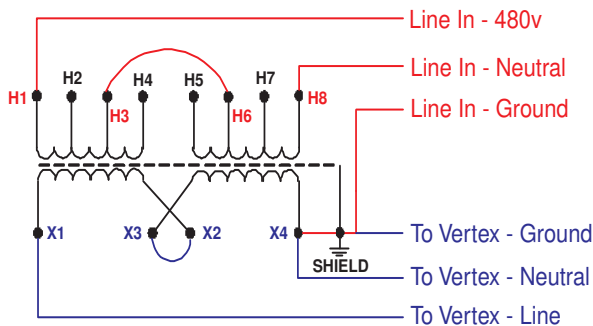 Line In - 480v
H2 H4 H5 H7 Line In - Neutral
H1 H3 H6 H8
Line In - Ground
X1 X3 X2 X4 To Vertex - Ground
SHIELD
To Vertex - Neutral
To Vertex - Line